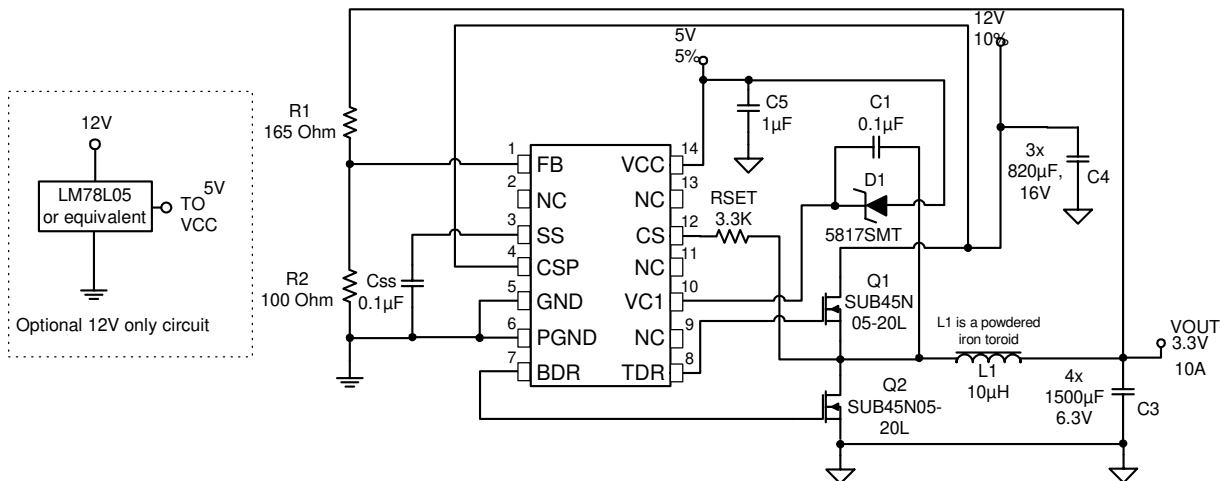 12V
LM78L05
or equivalent
TO
5V
VCC
Optional 12V only circuit
R1
165 Ohm
R2
100 Ohm
Css
0.1µF
1
FB
2
NC
3
SS
4
CSP
5
GND
6
PGND
7
BDR
14
VCC
13
NC
12
CS
11
NC
10
VC1
9
NC
8
TDR
5V
5%
C5
1µF
C1
0.1µF
D1
5817SMT
RSET
3.3K
12V
10%
3x
820µF,
16V
C4
Q1
SUB45N
05-20L
Q2
SUB45N05-
20L
L1 is a powdered
iron toroid
L1
10µH
VOUT
3.3V
10A
4x
1500µF
6.3V
C3